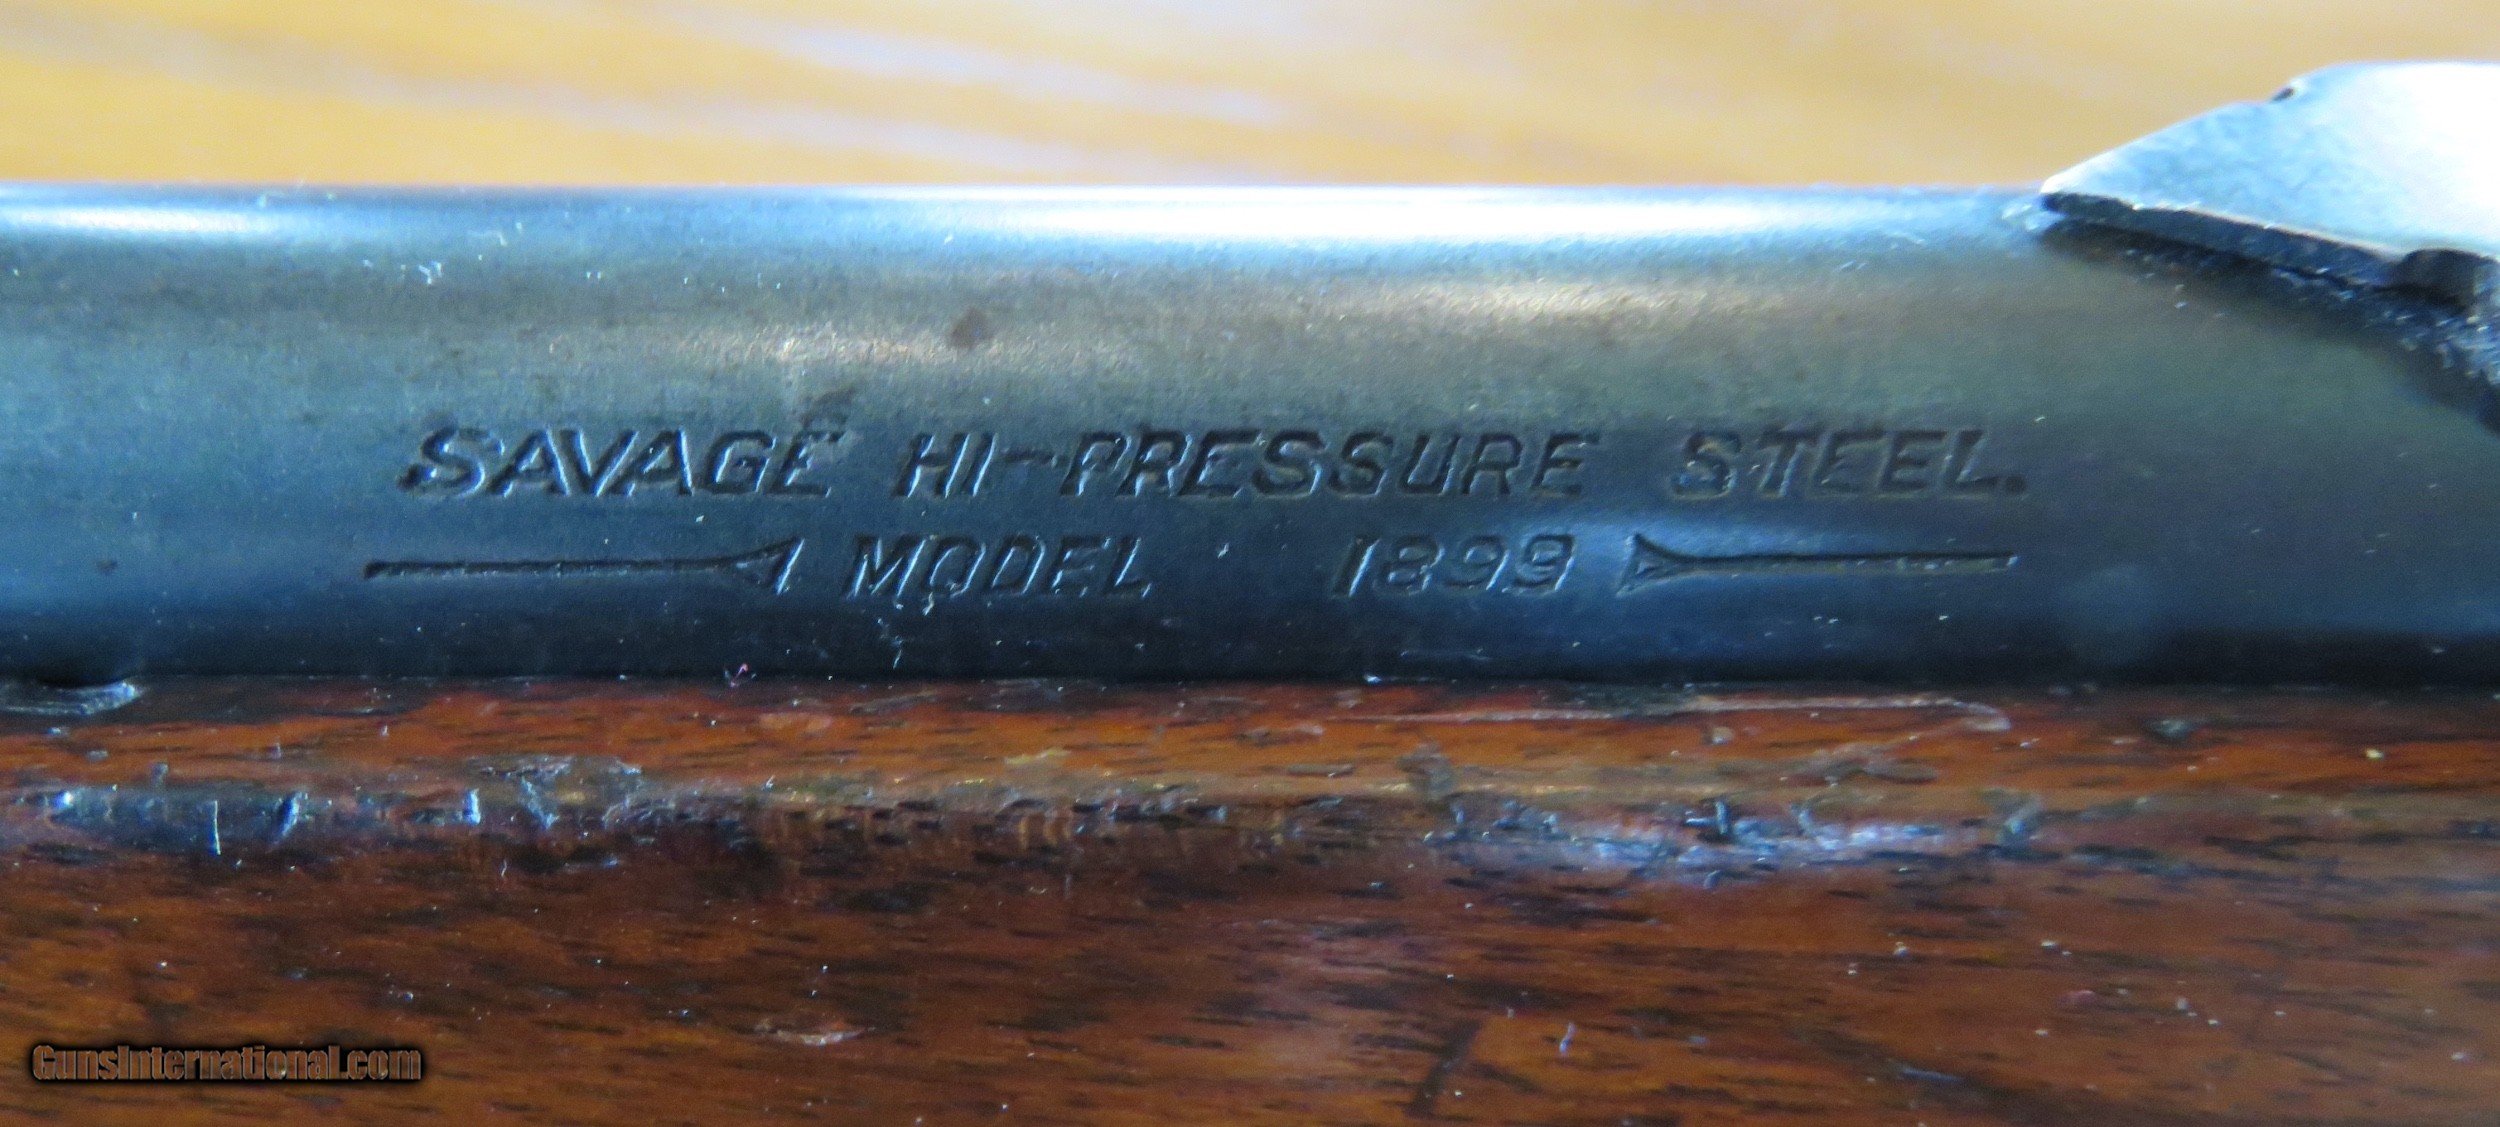 SAVAGE HI-PRESSURE STEEL.
MODEL 1899
GunsInternational.com